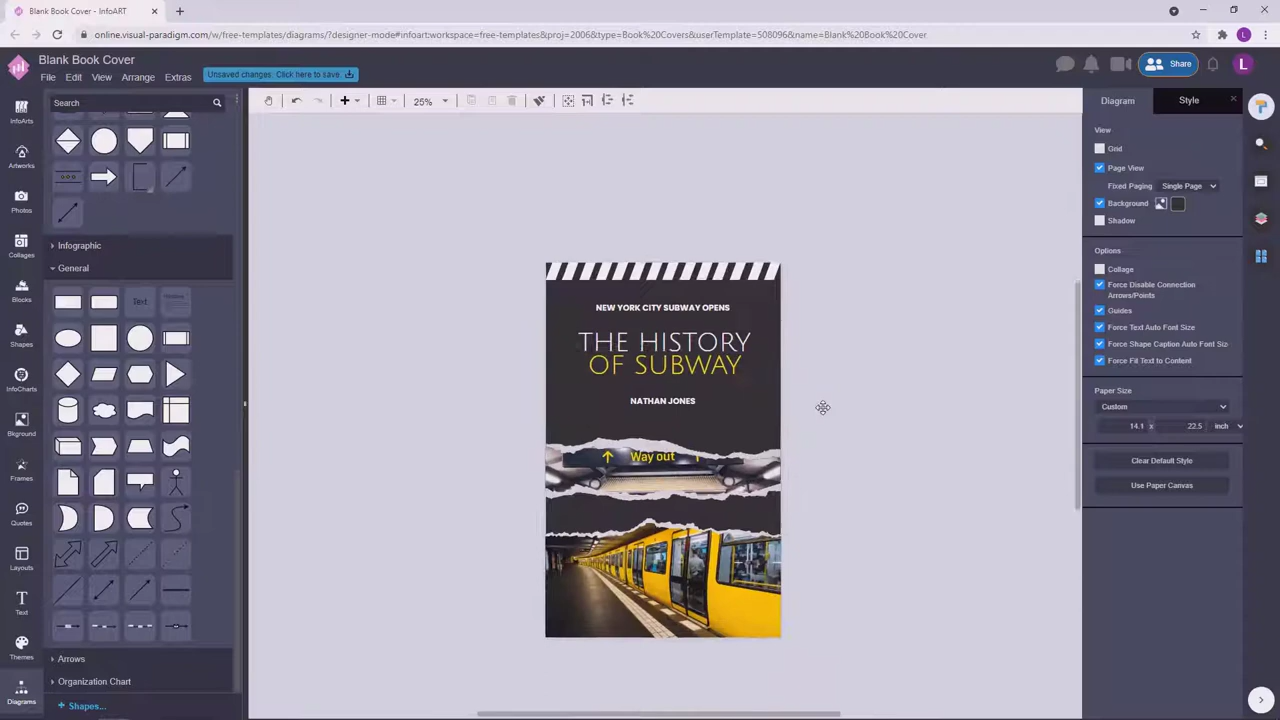 Blank Book Cover - InfoART
online.visual-paradigm.com/w/free-templates/diagrams/?designer-mode#infoart:workspace=free-templates&proj=2006&type=Book%20Covers&userTemplate=508096&name=Blank%20Book%20Cover
L
Blank Book Cover
File Edit View Arrange Extras
Unsaved changes. Click here to save.
Share
L
InfoArts
Artworks
Photos
Collages
Blocks
Shapes
InfoCharts
Bkground
Frames
Quotes
Layouts
Text
Themes
Diagrams
Search
Infographic
General
Text
Arrows
Organization Chart
+ Shapes...
25%
NEW YORK CITY SUBWAY OPENS
THE HISTORY
OF SUBWAY
NATHAN JONES
Way out
Diagram
Style
View
Grid
Page View
Fixed Paging Single Page
Background
Shadow
Options
Collage
Force Disable Connection
Arrows/Points
Guides
Force Text Auto Font Size
Force Shape Caption Auto Font Siz
Force Fit Text to Content
Paper Size
Custom
14.1 x 22.5 inch
Clear Default Style
Use Paper Canvas